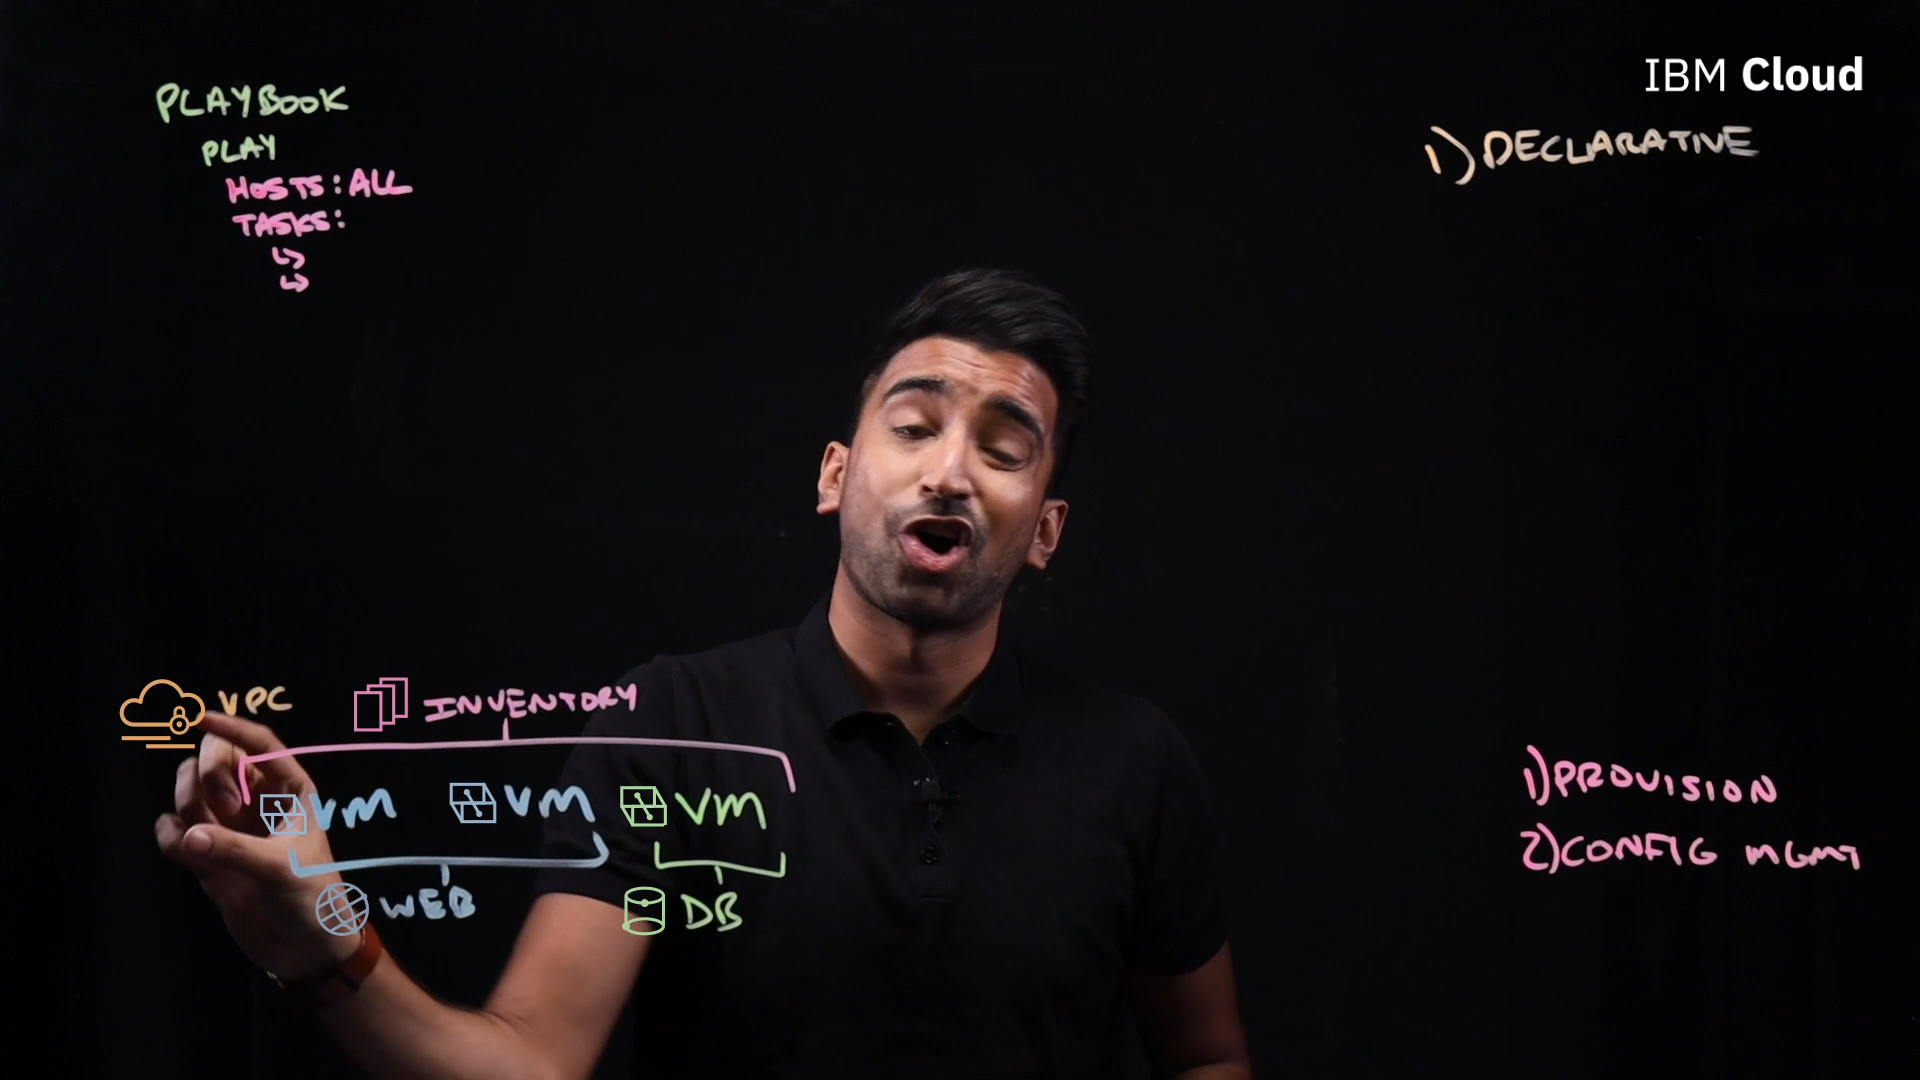 IBM Cloud
PLAYBOOK
PLAY
HOSTS: ALL
TASKS:
1) DECLARATIVE
VPC
INVENTORY
VM VM VM
WEB
DB
1) PROVISION
2) CONFIG MGMT